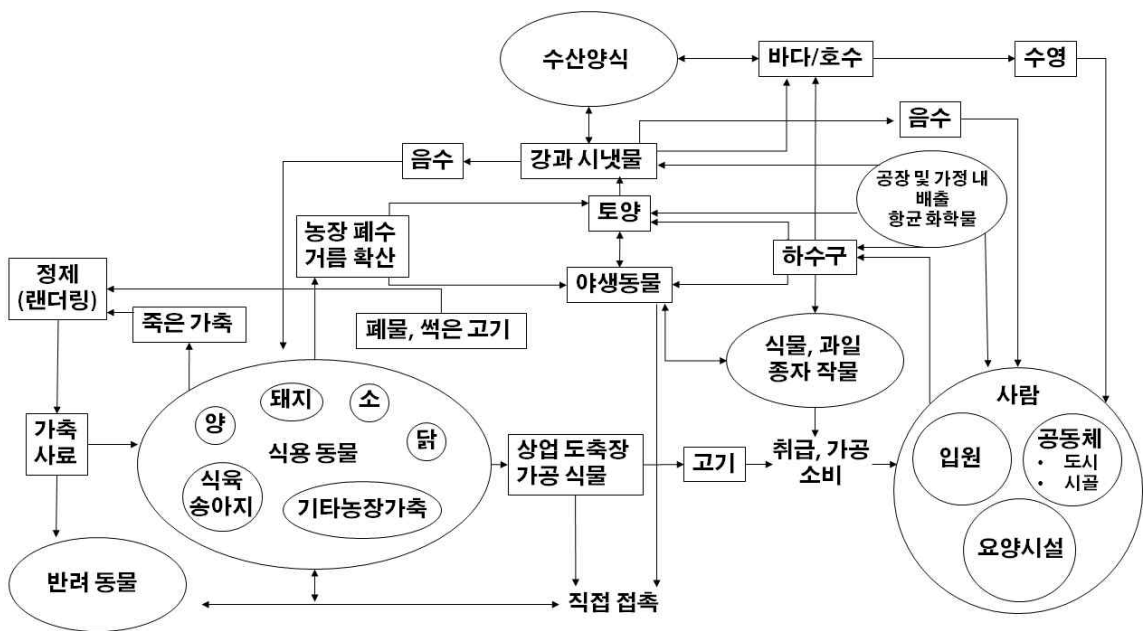 수산양식
바다/호수
수영
음수
음수
강과 시냇물
공장 및 가정 내
배출
항균 화학물
토양
농장 폐수
거름 확산
하수구
정제
(랜더링)
야생동물
죽은 가축
폐물, 썩은 고기
식물, 과일
종자 작물
돼지
소
양
닭
식용 동물
식육
송아지
기타농장가축
가축
사료
상업 도축장
가공 식물
고기
취급, 가공
소비
사람
입원
공동체
• 도시
• 시골
요양시설
반려 동물
직접 접촉